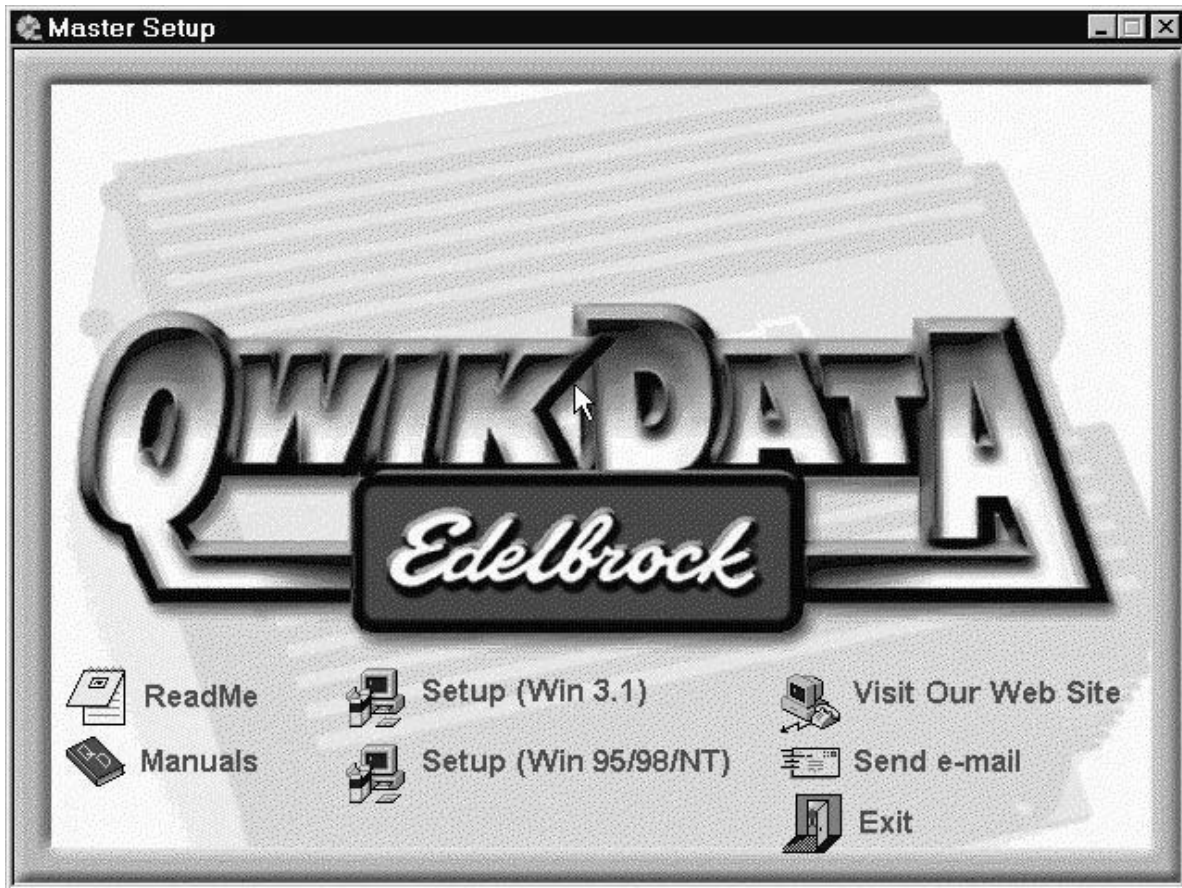 Master Setup
QWIKDATA
Edelbrock
ReadMe
Manuals
Setup (Win 3.1)
Setup (Win 95/98/NT)
Visit Our Web Site
Send e-mail
Exit